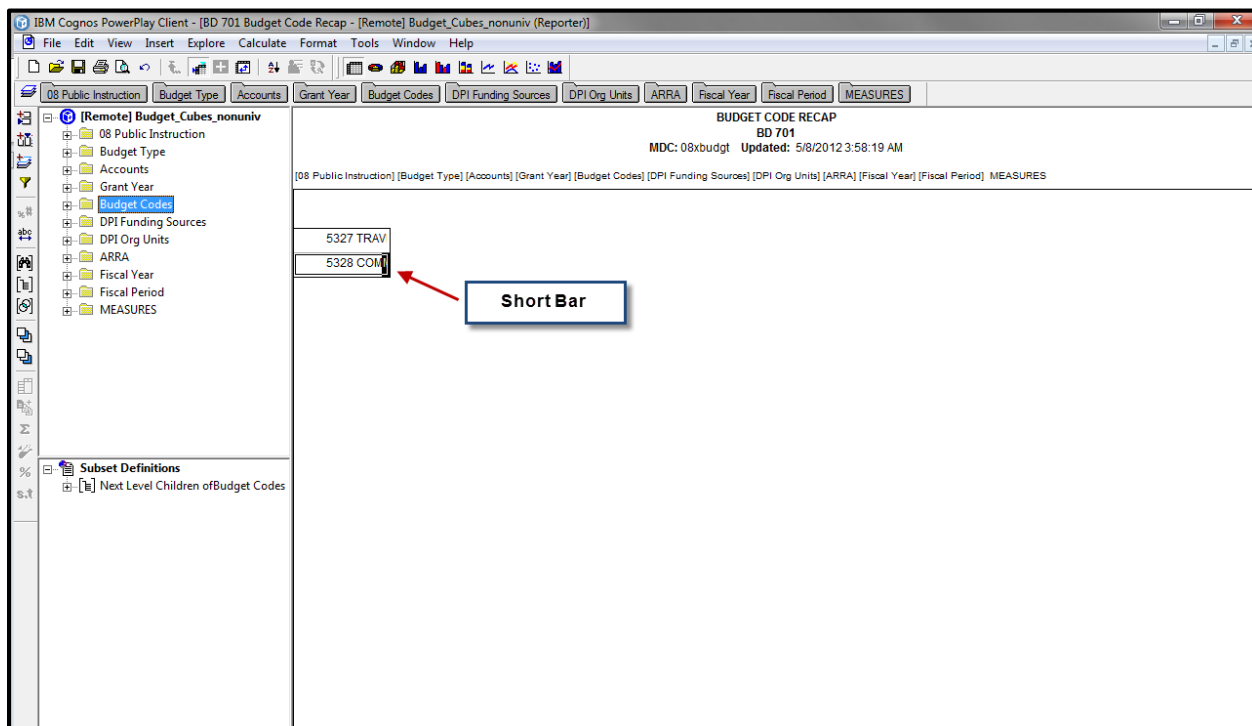 IBM Cognos PowerPlay Client - [BD 701 Budget Code Recap - [Remote] Budget_Cubes_nonuniv (Reporter)]
File Edit View Insert Explore Calculate Format Tools Window Help
08 Public Instruction Budget Type Accounts Grant Year Budget Codes DPI Funding Sources DPI Org Units ARRA Fiscal Year Fiscal Period MEASURES
[Remote] Budget_Cubes_nonuniv
08 Public Instruction
Budget Type
Accounts
Grant Year
Budget Codes
DPI Funding Sources
DPI Org Units
ARRA
Fiscal Year
Fiscal Period
MEASURES
Subset Definitions
Next Level Children ofBudget Codes
BUDGET CODE RECAP
BD 701
MDC: 08xbudgt Updated: 5/8/2012 3:58:19 AM
[08 Public Instruction] [Budget Type] [Accounts] [Grant Year] [Budget Codes] [DPI Funding Sources] [DPI Org Units] [ARRA] [Fiscal Year] [Fiscal Period] MEASURES
5327 TRAV
5328 COM
Short Bar